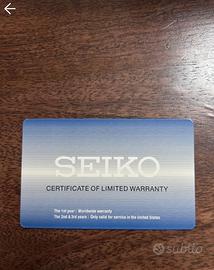 SEIKO
CERTIFICATE OF LIMITED WARRANTY
The 1st year : Worldwide warranty
The 2nd & 3rd years : Only valid for service in the United States
subito